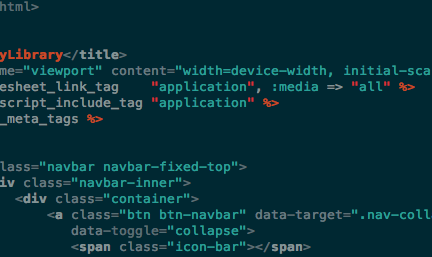 html>
yLibrary</title>
me="viewport" content="width=device-width, initial-sca
esheet_link_tag    "application", :media => "all" %>
script_include_tag "application" %>
_meta_tags %>
class="navbar navbar-fixed-top">
iv class="navbar-inner">
<div class="container">
<a class="btn btn-navbar" data-target=".nav-coll
data-toggle="collapse">
<span class="icon-bar"></span>